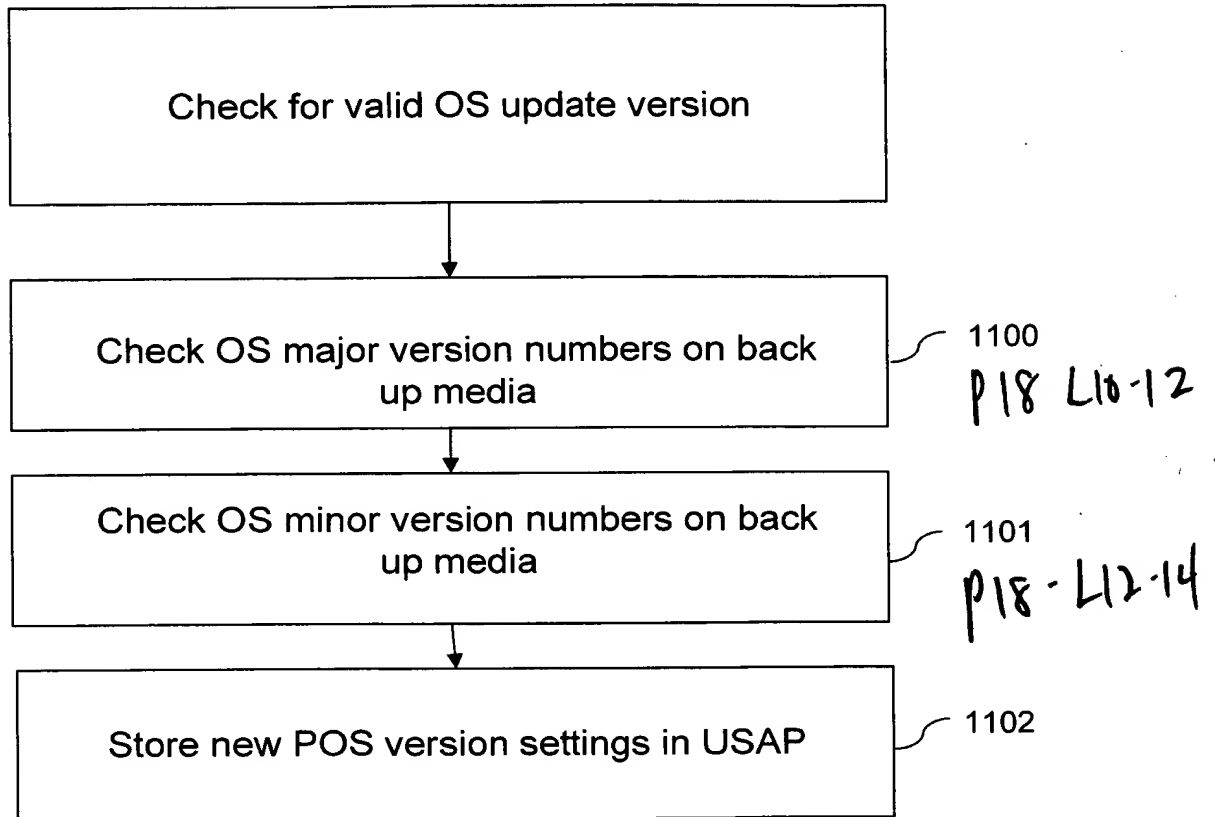 Check for valid OS update version
Check OS major version numbers on back
up media
1100
p18 L10-12
Check OS minor version numbers on back
up media
1101
p18-L12-14
Store new POS version settings in USAP
1102